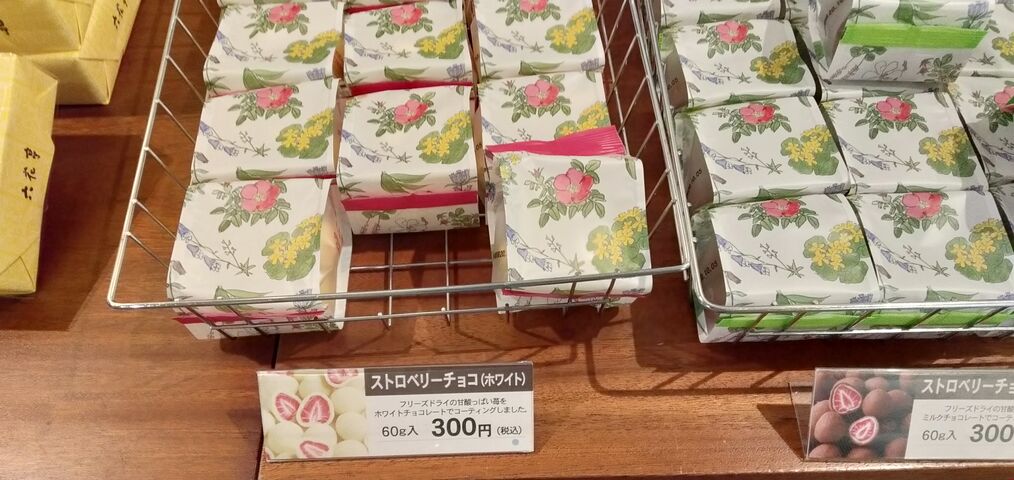 六花亭
ストロベリーチョコ(ホワイト)
フリーズドライの甘酸っぱい苺を
ホワイトチョコレートでコーティングしました。
60g入 300円(税込)
ストロベリーチョ
フリーズドライの甘酸
ミルクチョコレートでコーテ
60g入 300